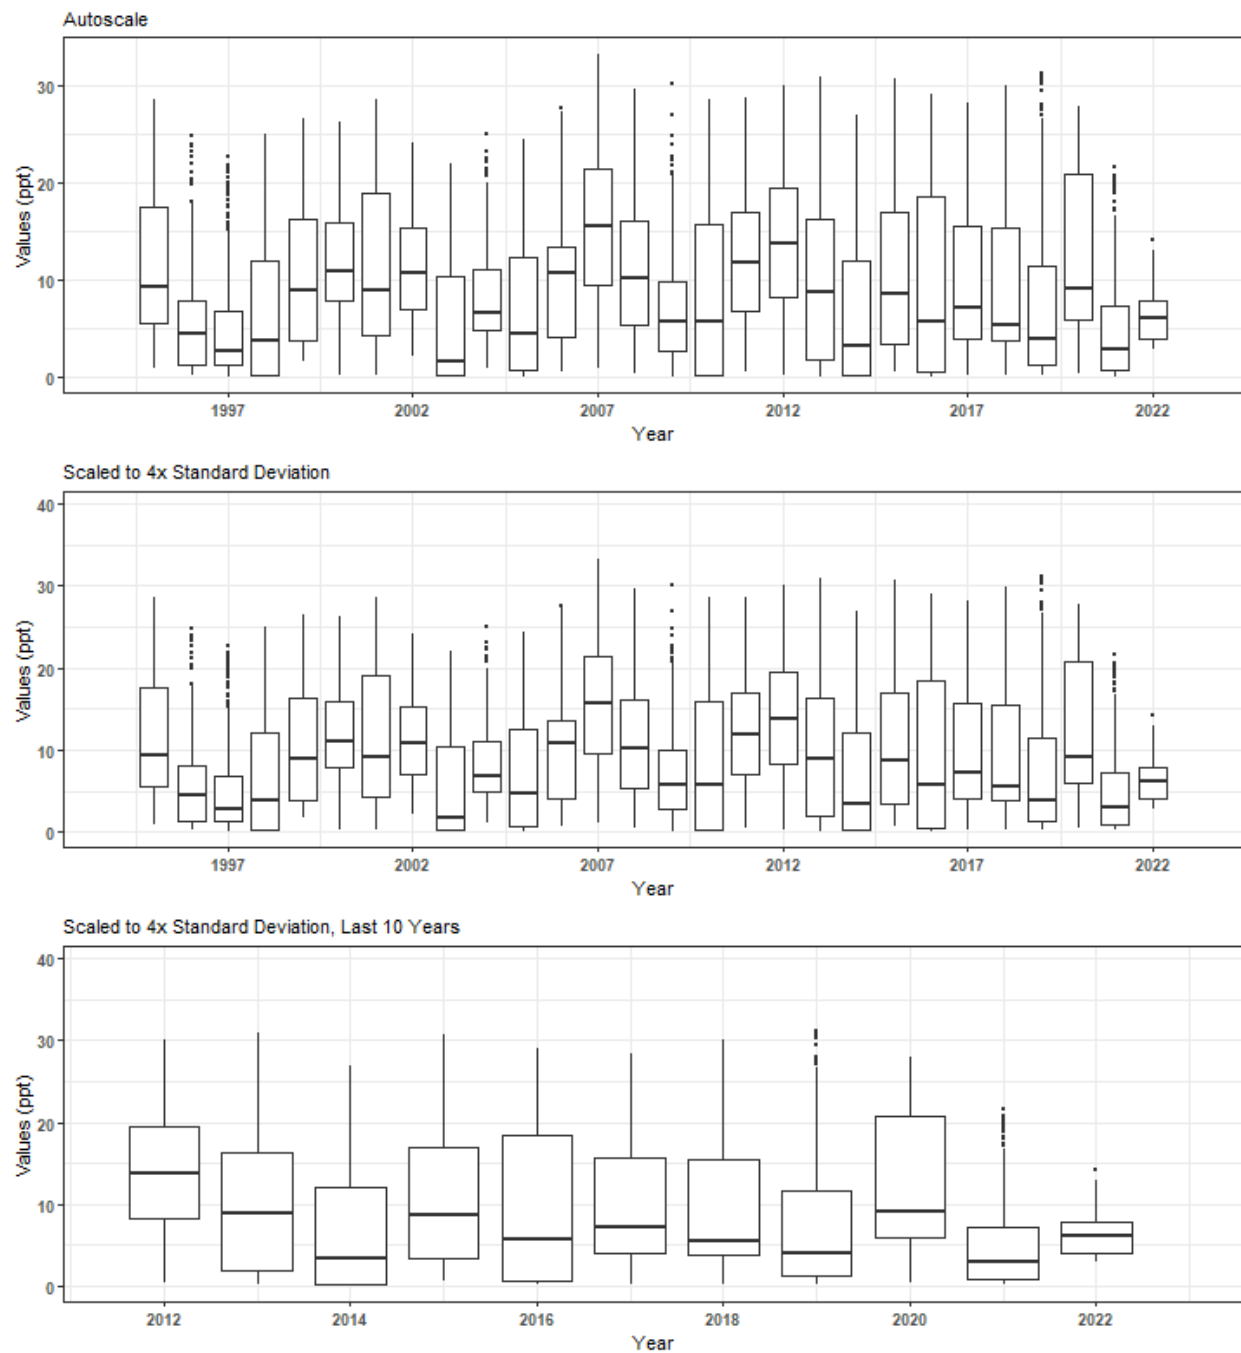 Autoscale
30
20
10
0
Values (ppt)
1997 2002 2007 2012 2017 2022
Year
Scaled to 4x Standard Deviation
40
30
20
10
0
Values (ppt)
1997 2002 2007 2012 2017 2022
Year
Scaled to 4x Standard Deviation, Last 10 Years
40
30
20
10
0
Values (ppt)
2012 2014 2016 2018 2020 2022
Year